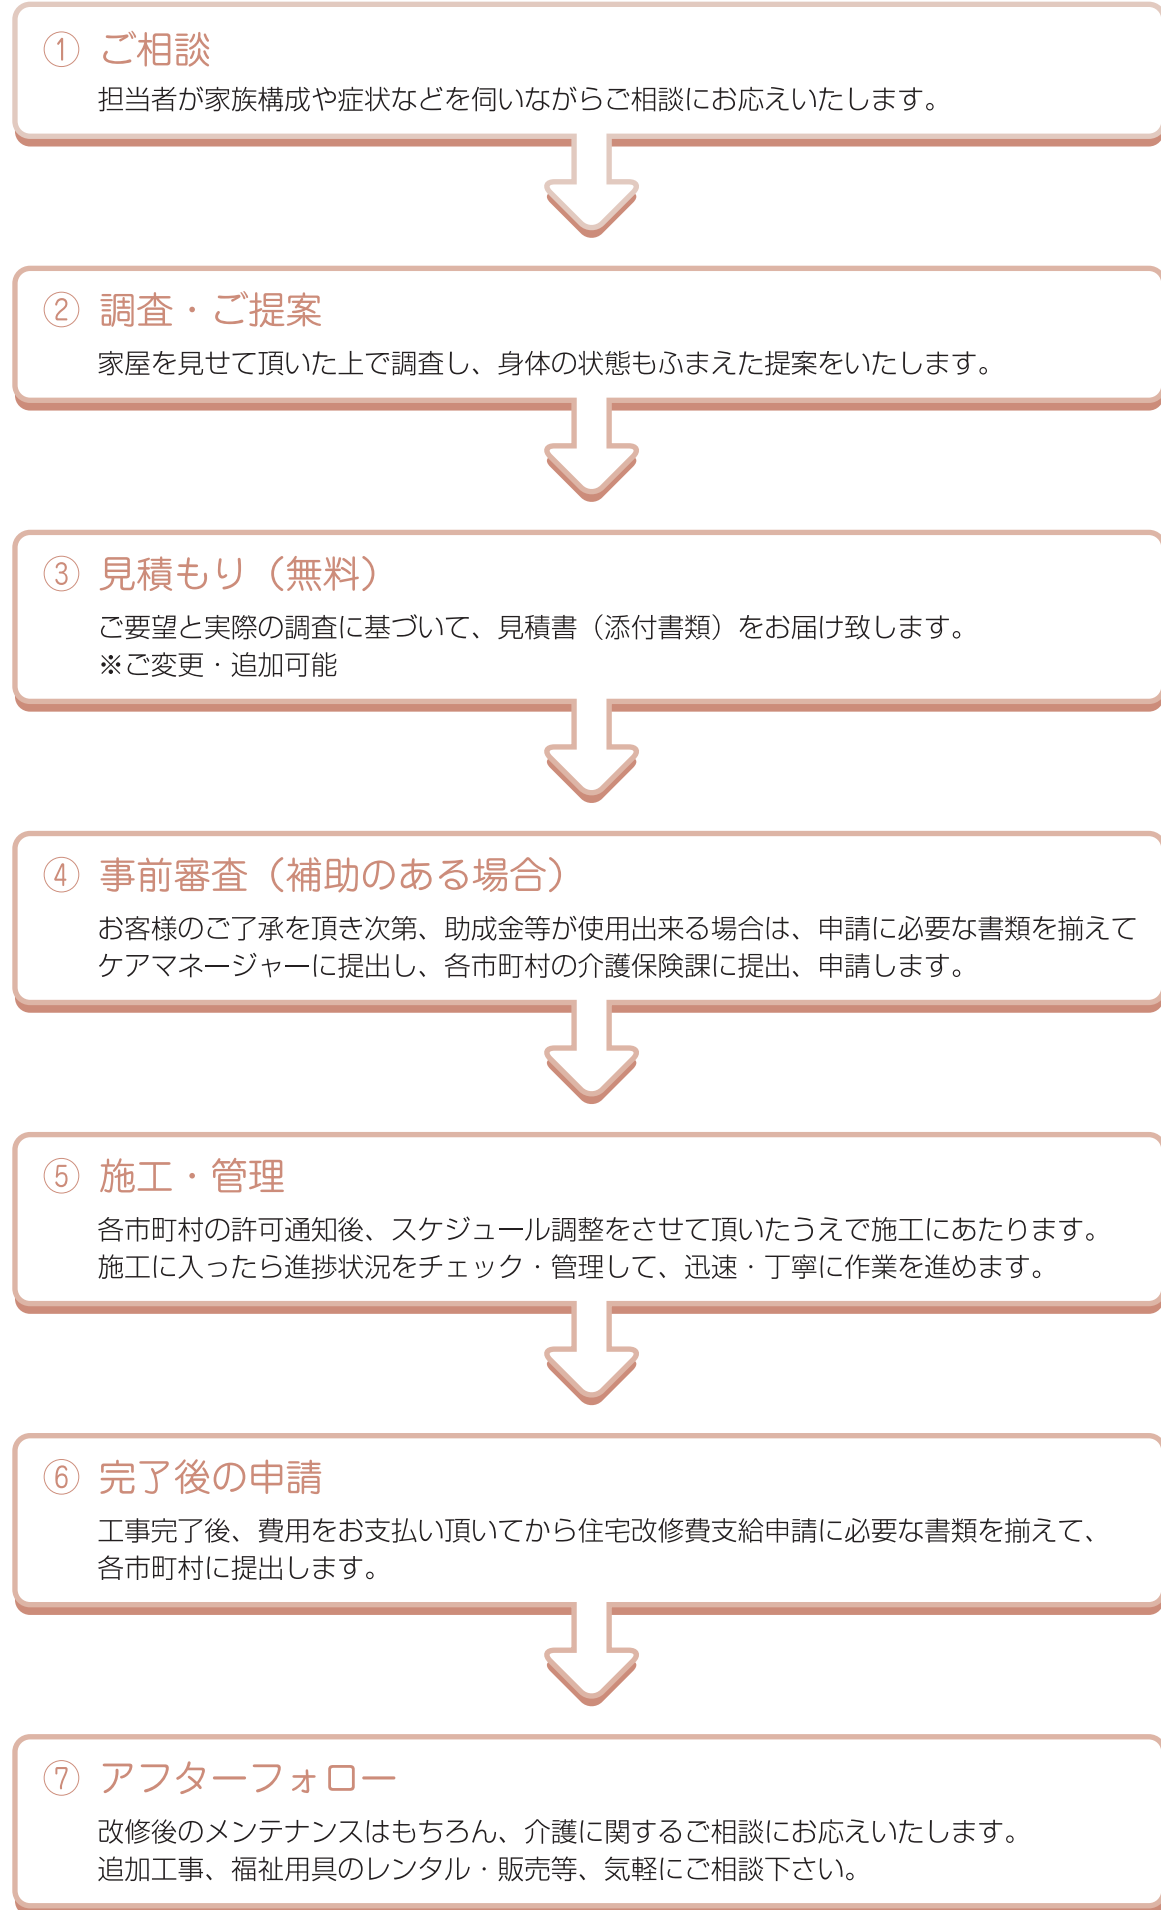 ① ご相談
担当者が家族構成や症状などを伺いながらご相談にお応えいたします。
② 調査・ご提案
家屋を見せて頂いた上で調査し、身体の状態もふまえた提案をいたします。
③ 見積もり（無料）
ご要望と実際の調査に基づいて、見積書（添付書類）をお届け致します。
※ご変更・追加可能
④ 事前審査（補助のある場合）
お客様のご了承を頂き次第、助成金等が使用出来る場合は、申請に必要な書類を揃えて
ケアマネージャーに提出し、各市町村の介護保険課に提出、申請します。
⑤ 施工・管理
各市町村の許可通知後、スケジュール調整をさせて頂いたうえで施工にあたります。
施工に入ったら進捗状況をチェック・管理して、迅速・丁寧に作業を進めます。
⑥ 完了後の申請
工事完了後、費用をお支払い頂いてから住宅改修費支給申請に必要な書類を揃えて、
各市町村に提出します。
⑦ アフターフォロー
改修後のメンテナンスはもちろん、介護に関するご相談にお応えいたします。
追加工事、福祉用具のレンタル・販売等、気軽にご相談下さい。